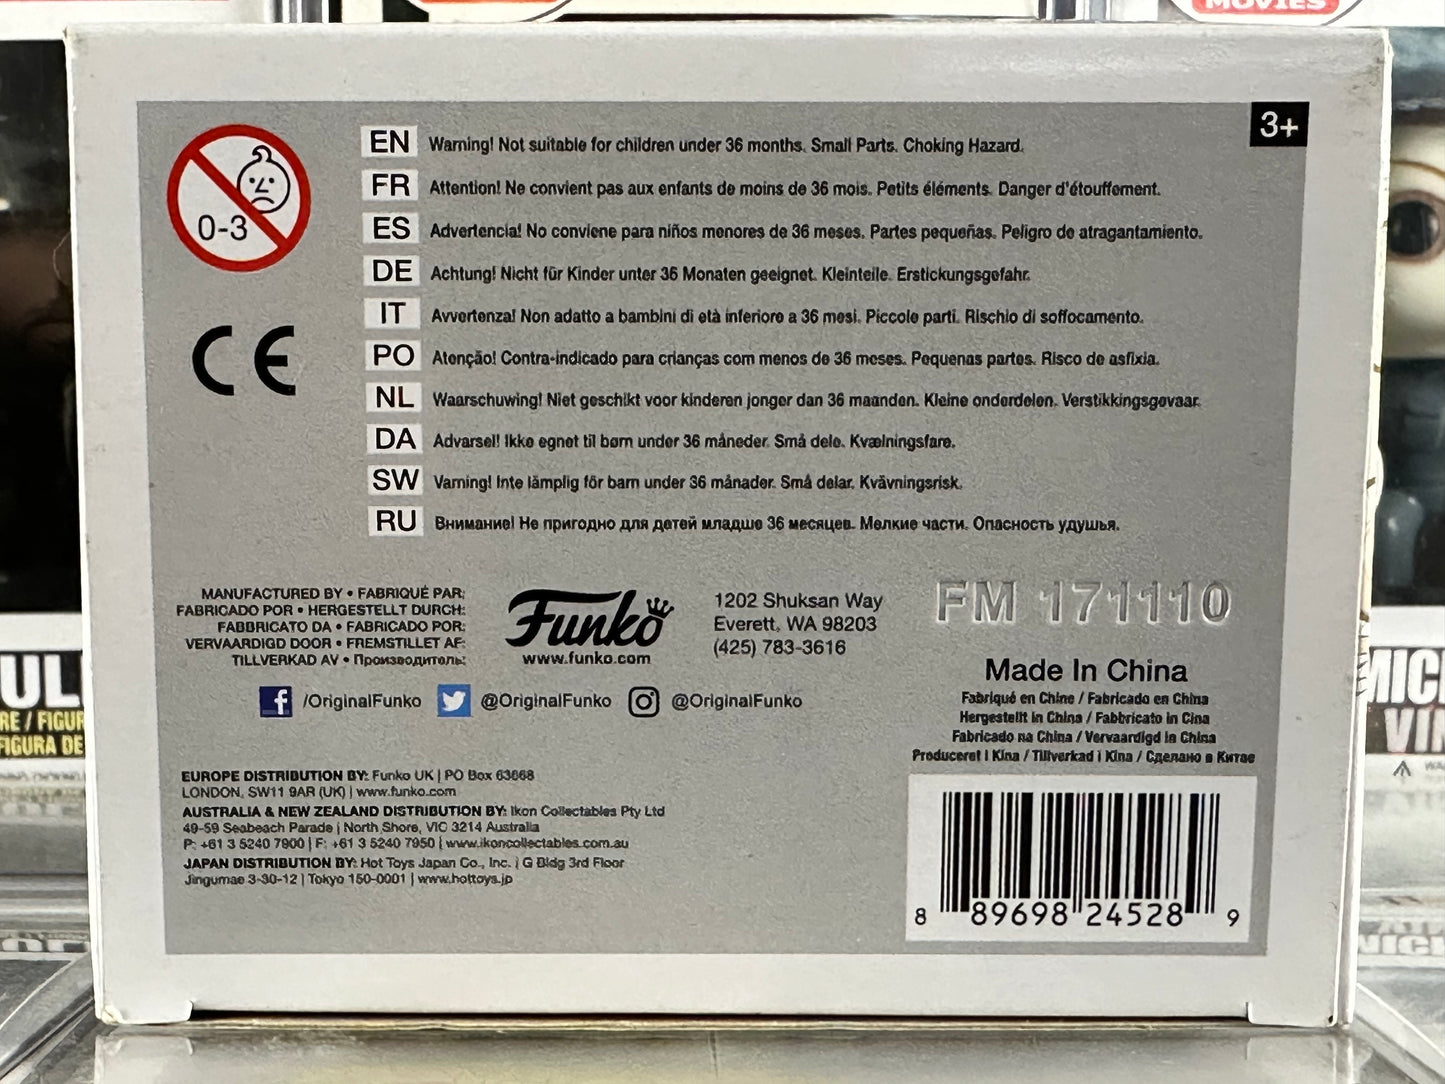 MOVIES
3+
0-3
EN Warning! Not suitable for children under 36 months. Small Parts. Choking Hazard.
FR Attention! Ne convient pas aux enfants de moins de 36 mois. Petits éléments. Danger d'étouffement.
ES Advertencia! No conviene para niños menores de 36 meses. Partes pequeñas. Peligro de atragantamiento.
DE Achtung! Nicht für Kinder unter 36 Monaten geeignet. Kleinteile. Erstickungsgefahr.
IT Avvertenza! Non adatto a bambini di età inferiore a 36 mesi. Piccole parti. Rischio di soffocamento.
PO Atenção! Contra-indicado para crianças com menos de 36 meses. Pequenas partes. Risco de asfixia.
NL Waarschuwing! Niet geschikt voor kinderen jonger dan 36 maanden. Kleine onderdelen. Verstikkingsgevaar.
DA Advarsel! Ikke egnet til børn under 36 måneder. Små dele. Kvælningsfare.
SW Varning! Inte lämplig för barn under 36 månader. Små delar. Kvävningsrisk.
RU Внимание! Не пригодно для детей младше 36 месяцев. Мелкие части. Опасность удушья.
CE
MANUFACTURED BY • FABRIQUÉ PAR:
FABRICADO POR • HERGESTELLT DURCH:
FABBRICATO DA • FABRICADO POR:
VERVAARDIGD DOOR • FREMSTILLET AF:
TILLVERKAD AV • Производитель:
Funko
www.funko.com
1202 Shuksan Way
Everett, WA 98203
(425) 783-3616
FM 171110
/OriginalFunko @OriginalFunko @OriginalFunko
Made In China
Fabriqué en Chine / Fabricado en China
Hergestellt in China / Fabbricato in Cina
Fabricado na China / Vervaardigd in China
Produceret i Kina / Tillverkad i Kina / Сделано в Китае
EUROPE DISTRIBUTION BY: Funko UK | PO Box 63668
LONDON, SW11 9AR (UK) | www.funko.com
AUSTRALIA & NEW ZEALAND DISTRIBUTION BY: Ikon Collectables Pty Ltd
49-59 Seabeach Parade | North Shore, VIC 3214 Australia
P: +61 3 5240 7900 | F: +61 3 5240 7950 | www.ikoncollectables.com.au
JAPAN DISTRIBUTION BY: Hot Toys Japan Co., Inc. | G Bldg 3rd Floor
Jingumae 3-30-12 | Tokyo 150-0001 | www.hottoys.jp
8 89698 24528 9